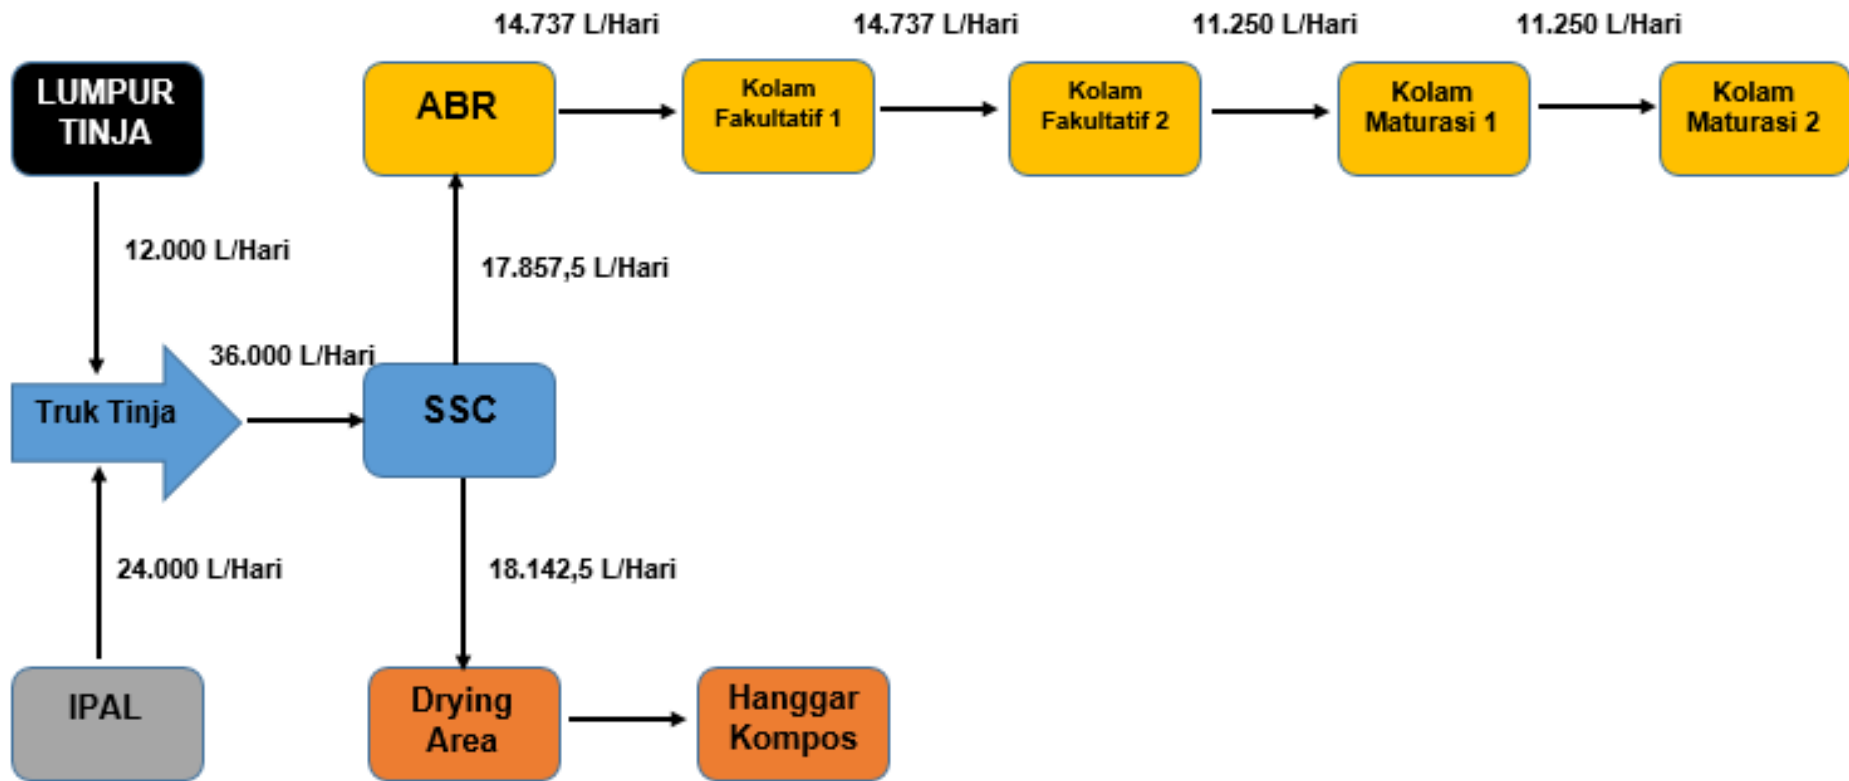 14.737 L/Hari
14.737 L/Hari
11.250 L/Hari
11.250 L/Hari
LUMPUR
TINJA
ABR
Kolam
Fakultatif 1
Kolam
Fakultatif 2
Kolam
Maturasi 1
Kolam
Maturasi 2
12.000 L/Hari
17.857,5 L/Hari
36.000 L/Hari
Truk Tinja
SSC
24.000 L/Hari
18.142,5 L/Hari
IPAL
Drying
Area
Hanggar
Kompos